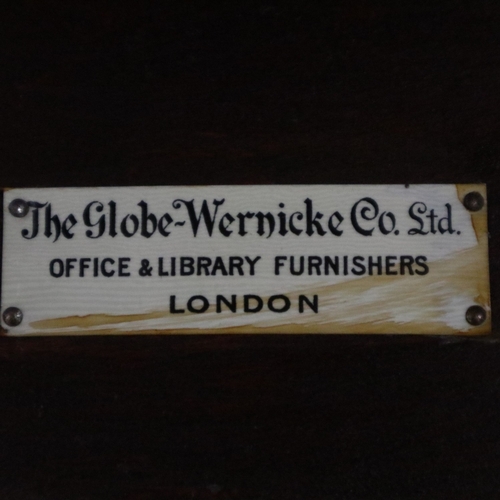 The Globe-Wernicke Co. Ltd.
OFFICE & LIBRARY FURNISHERS
LONDON